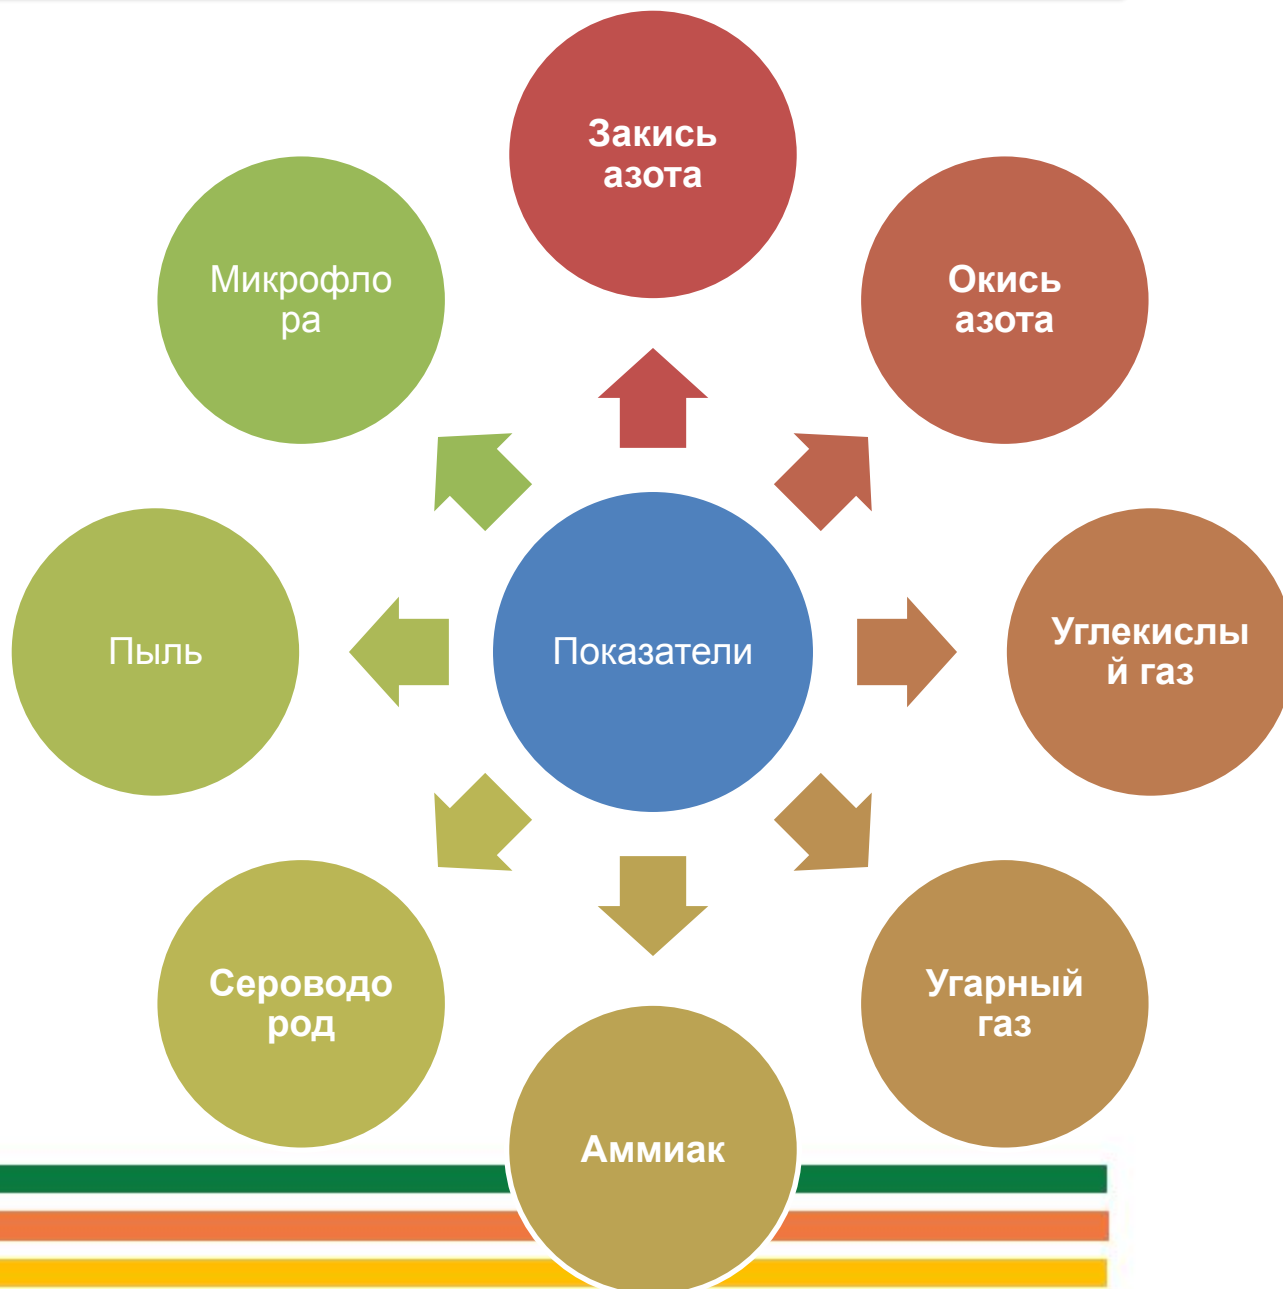 Закись
азота
Микрофло
ра
Окись
азота
Пыль
Показатели
Углекислы
й газ
Сероводо
род
Угарный
газ
Аммиак